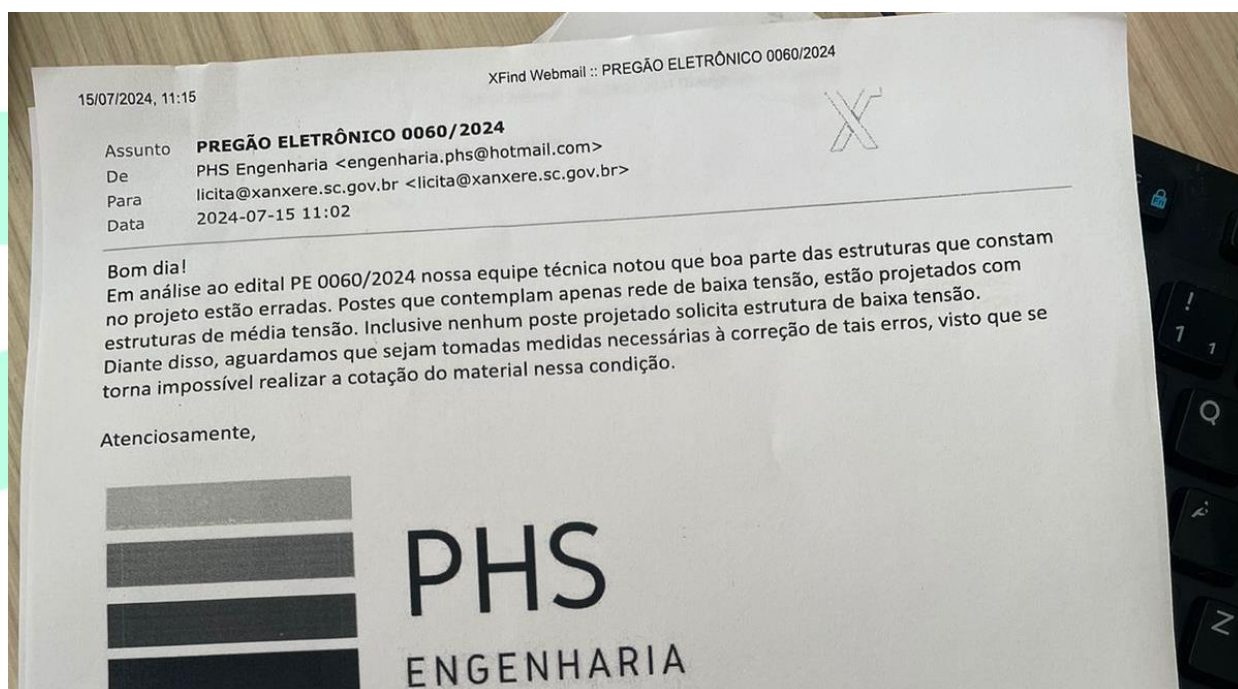 XFind Webmail :: PREGÃO ELETRÔNICO 0060/2024
15/07/2024, 11:15
Assunto PREGÃO ELETRÔNICO 0060/2024
De PHS Engenharia <engenharia.phs@hotmail.com>
Para licita@xanxere.sc.gov.br <licita@xanxere.sc.gov.br>
Data 2024-07-15 11:02
Bom dia!
Em análise ao edital PE 0060/2024 nossa equipe técnica notou que boa parte das estruturas que constam
no projeto estão erradas. Postes que contemplam apenas rede de baixa tensão, estão projetados com
estruturas de média tensão. Inclusive nenhum poste projetado solicita estrutura de baixa tensão.
Diante disso, aguardamos que sejam tomadas medidas necessárias à correção de tais erros, visto que se
torna impossível realizar a cotação do material nessa condição.
Atenciosamente,
PHS
ENGENHARIA
!
1 1
Q
Z